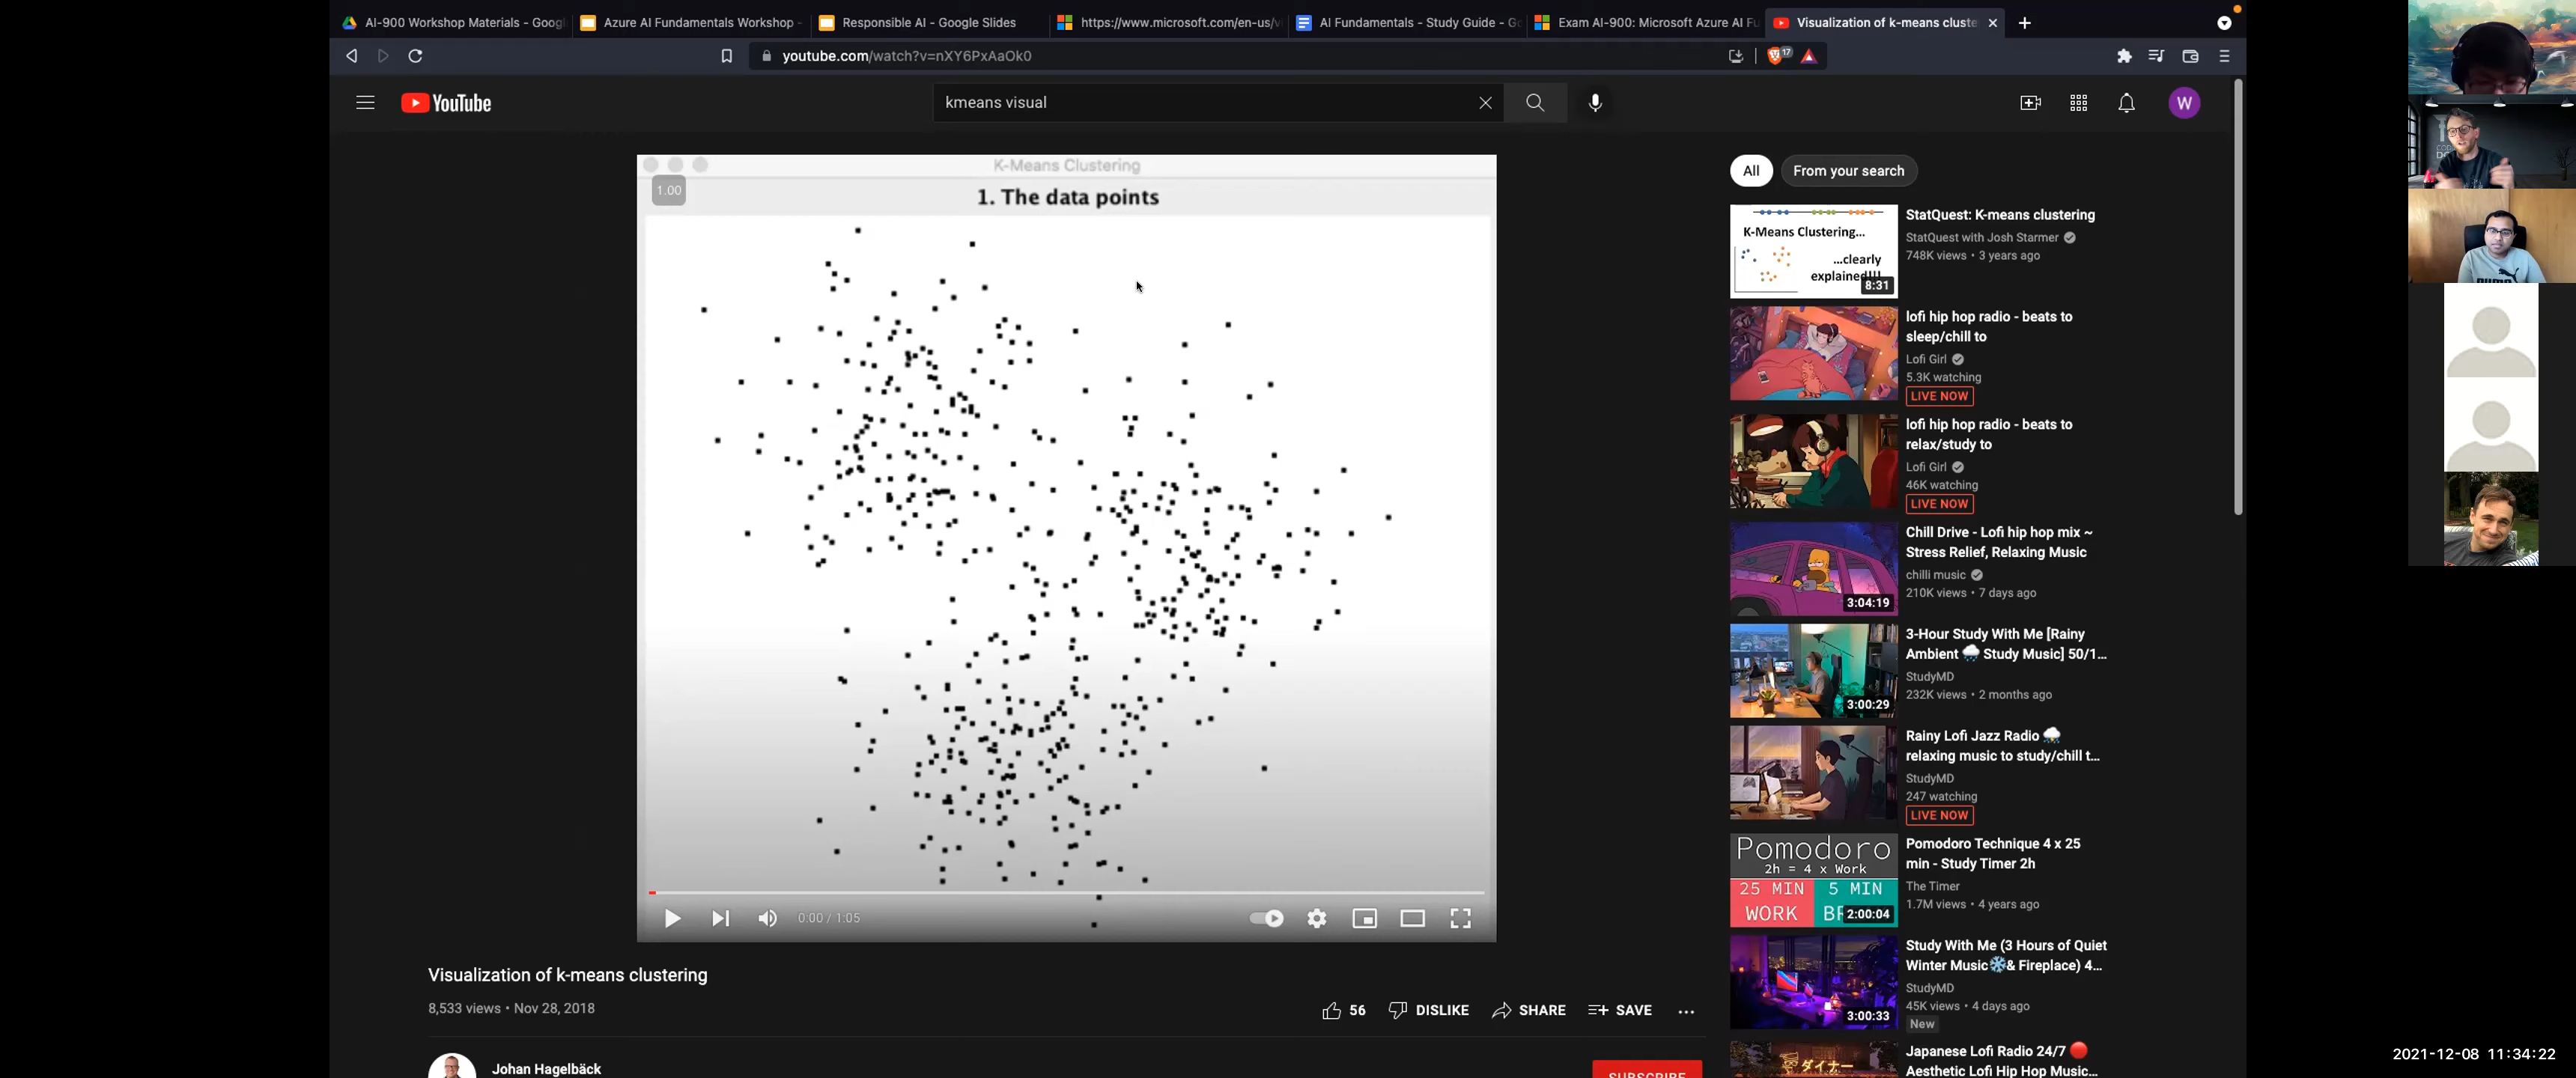 AI-900 Workshop Materials - Googl
Azure AI Fundamentals Workshop -
Responsible AI - Google Slides
https://www.microsoft.com/en-us/vi
AI Fundamentals - Study Guide - Go
Exam AI-900: Microsoft Azure AI Fu
Visualization of k-means cluste
youtube.com/watch?v=nXY6PxAaOk0
17
YouTube
kmeans visual
W
K-Means Clustering
1.00
1. The data points
0:00 / 1:05
Visualization of k-means clustering
8,533 views • Nov 28, 2018
56
DISLIKE
SHARE
SAVE
Johan Hagelbäck
SUBSCRIBE
All
From your search
K-Means Clustering...
...clearly
explained!!!
8:31
StatQuest: K-means clustering
StatQuest with Josh Starmer
748K views • 3 years ago
lofi hip hop radio - beats to
sleep/chill to
Lofi Girl
5.3K watching
LIVE NOW
lofi hip hop radio - beats to
relax/study to
Lofi Girl
46K watching
LIVE NOW
3:04:19
Chill Drive - Lofi hip hop mix ~
Stress Relief, Relaxing Music
chilli music
210K views • 7 days ago
3:00:29
3-Hour Study With Me [Rainy
Ambient 🌧 Study Music] 50/1...
StudyMD
232K views • 2 months ago
Rainy Lofi Jazz Radio 🌧
relaxing music to study/chill t...
StudyMD
247 watching
LIVE NOW
Pomodoro
2h = 4 x Work
25 MIN
WORK
5 MIN
BR
2:00:04
Pomodoro Technique 4 x 25
min - Study Timer 2h
The Timer
1.7M views • 4 years ago
3:00:33
Study With Me (3 Hours of Quiet
Winter Music❄️& Fireplace) 4...
StudyMD
45K views • 4 days ago
New
ダイナー
Japanese Lofi Radio 24/7 🔴
Aesthetic Lofi Hip Hop Music...
PUMA
2021-12-08 11:34:22